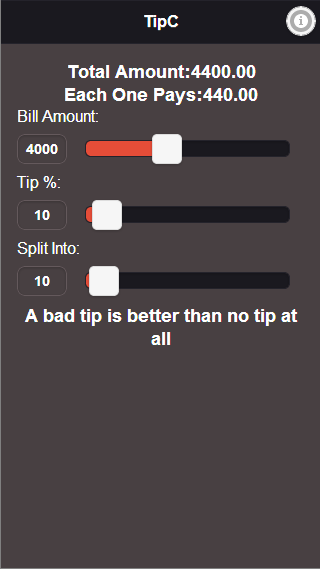 TipC
Total Amount:4400.00
Each One Pays:440.00
Bill Amount:
4000
Tip %:
10
Split Into:
10
A bad tip is better than no tip at
all